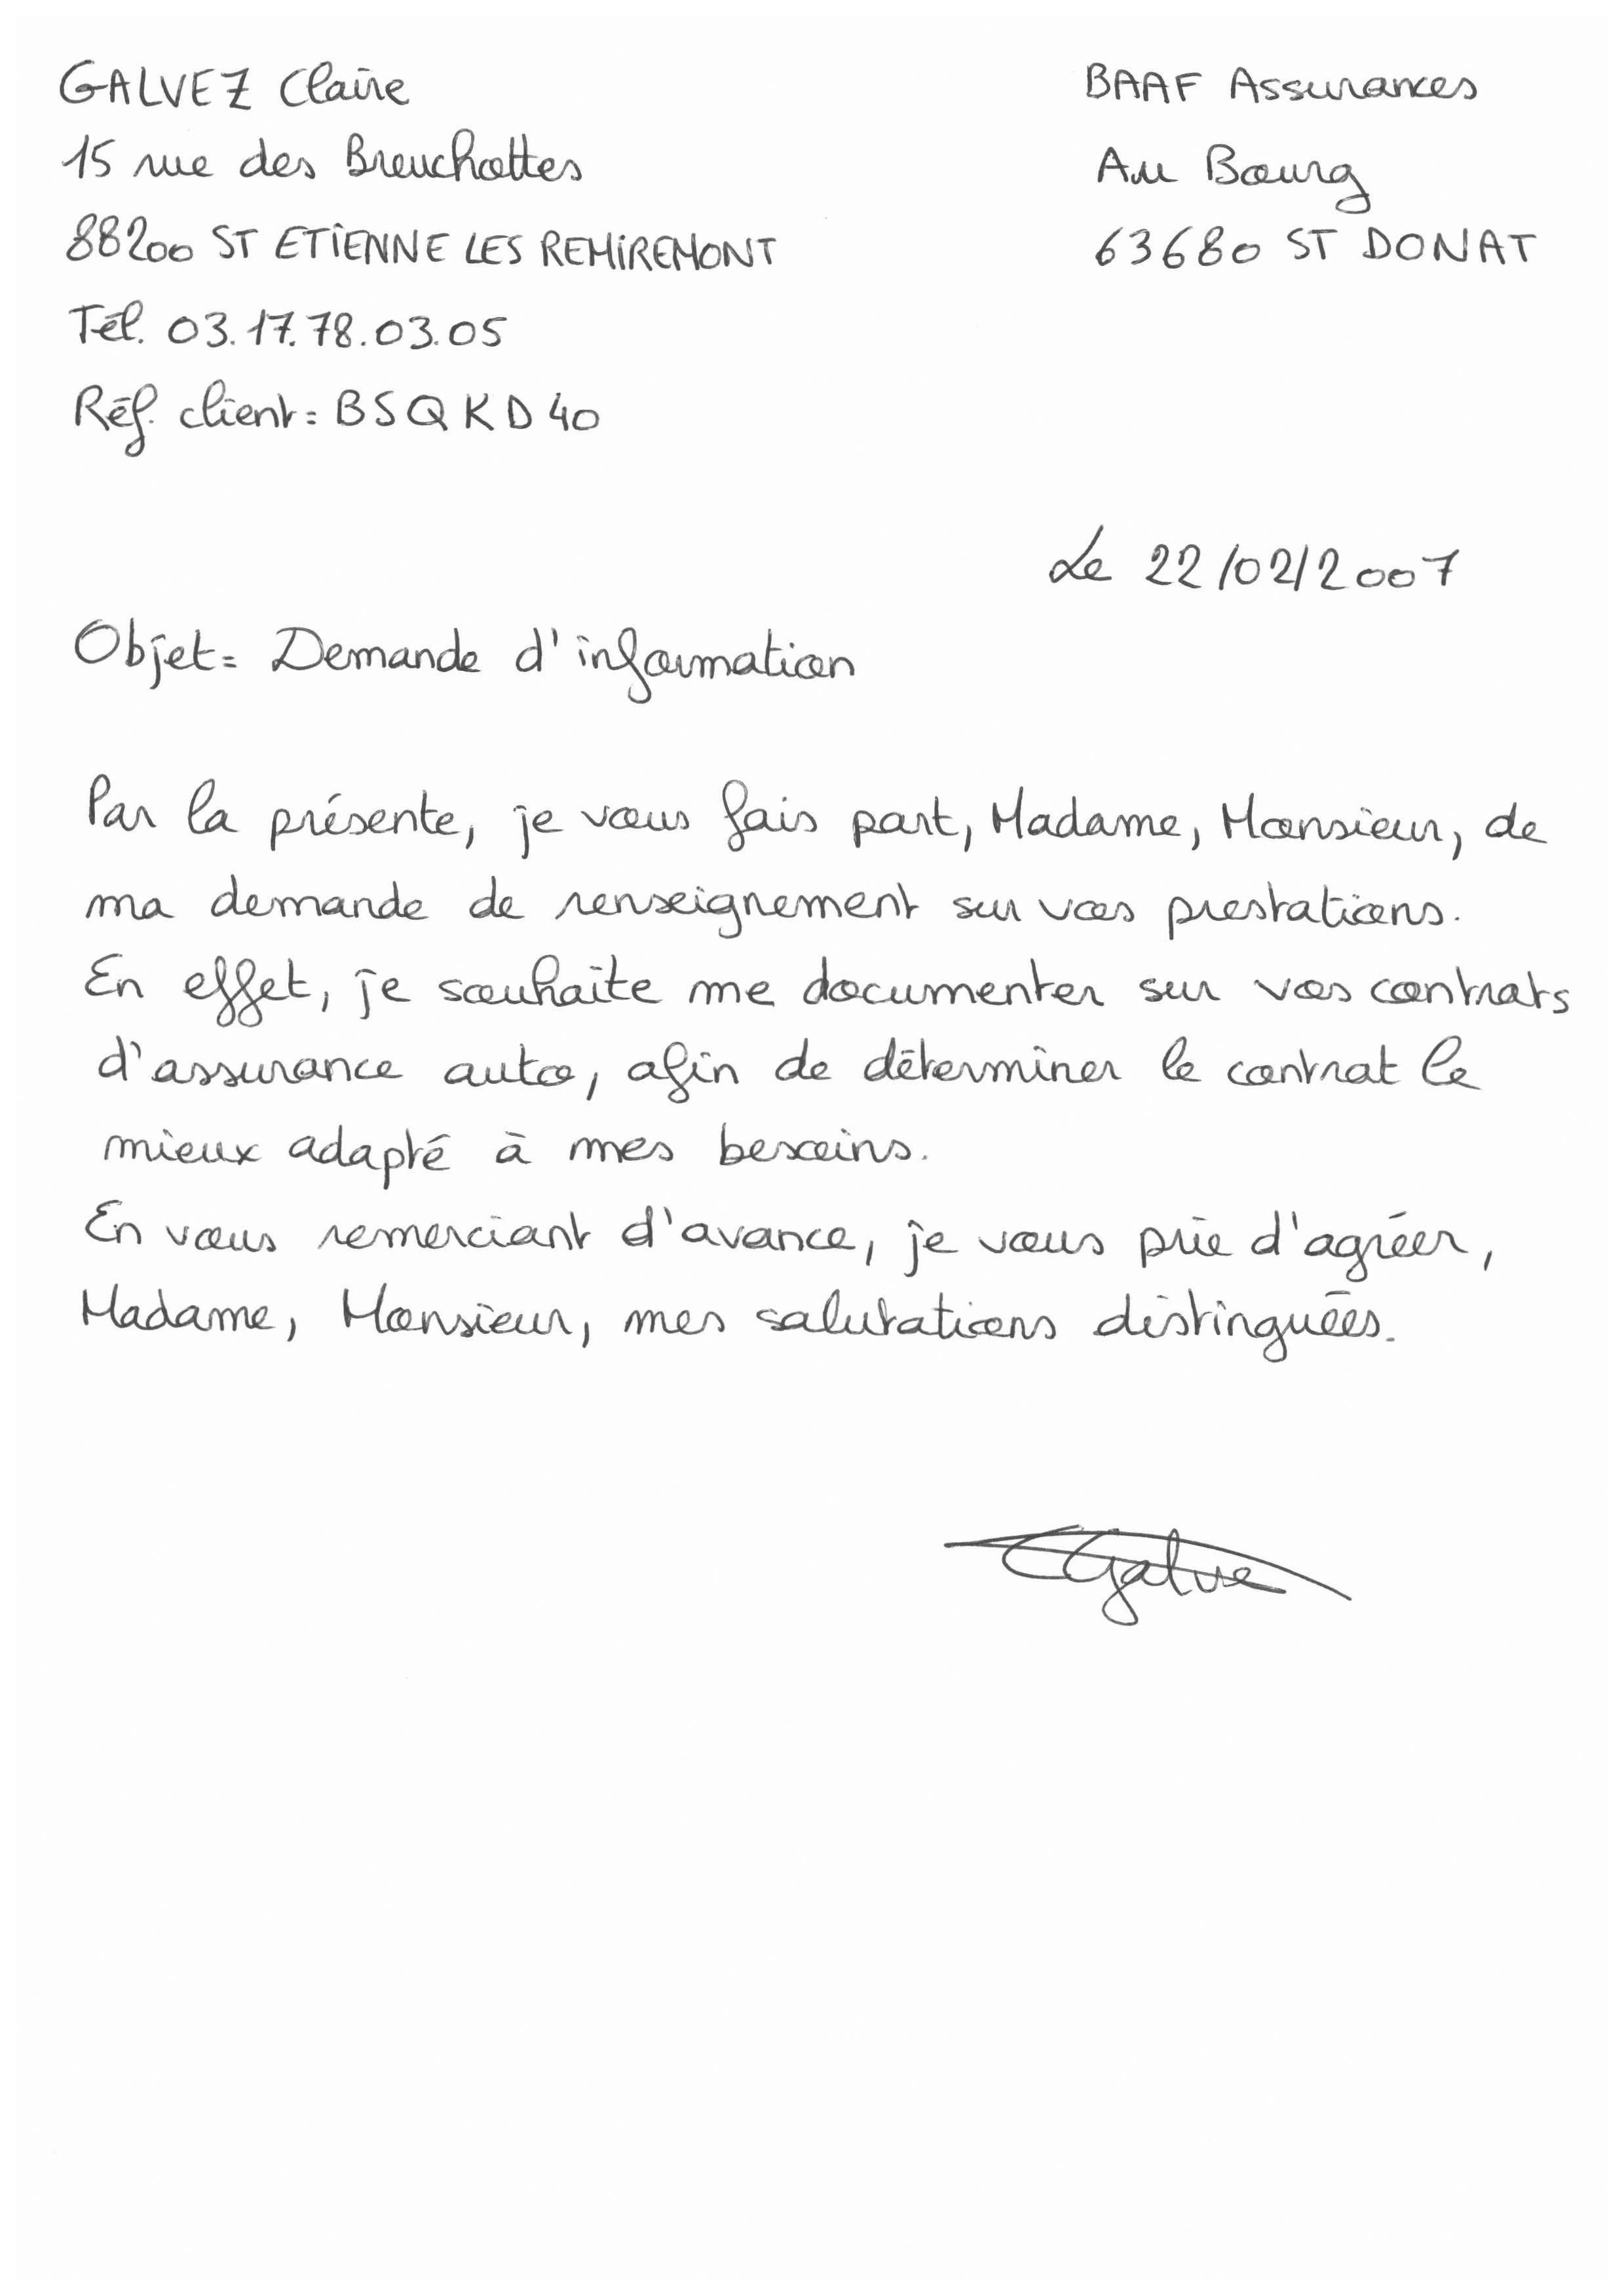 GALVEZ Claire
15 rue des Breuchottes
88200 ST ETIENNE LES REMIREMONT
Tél. 03.17.78.03.05
Réf. client: BSQKD40
BAAF Assurances
Au Bourg
63680 ST DONAT
Le 22/02/2007
Objet: Demande d'information
Par la présente, je vous fais part, Madame, Monsieur, de
ma demande de renseignement sur vos prestations.
En effet, je souhaite me documenter sur vos contrats
d'assurance auto, afin de déterminer le contrat le
mieux adapté à mes besoins.
En vous remerciant d'avance, je vous prie d'agréer,
Madame, Monsieur, mes salutations distinguées.
CGalve